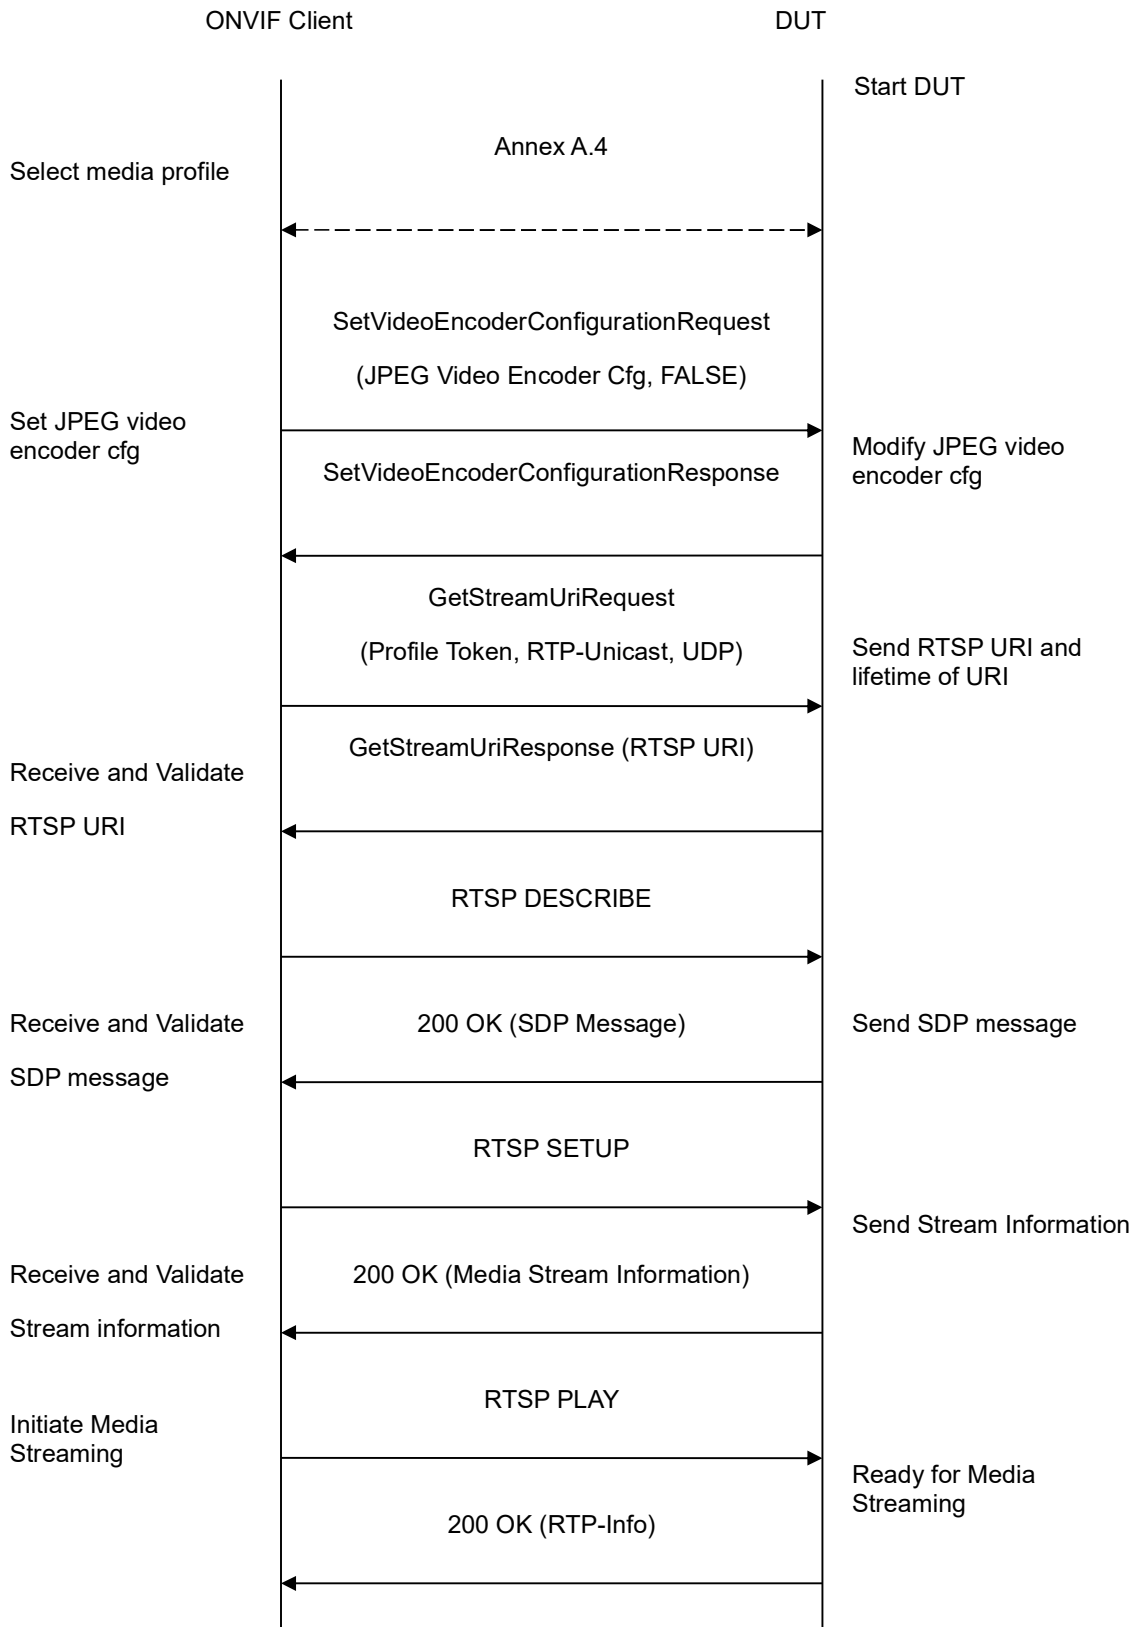 ONVIF Client
DUT
Start DUT
Annex A.4
Select media profile
SetVideoEncoderConfigurationRequest
(JPEG Video Encoder Cfg, FALSE)
Set JPEG video
encoder cfg
Modify JPEG video
encoder cfg
SetVideoEncoderConfigurationResponse
GetStreamUriRequest
(Profile Token, RTP-Unicast, UDP)
Send RTSP URI and
lifetime of URI
GetStreamUriResponse (RTSP URI)
Receive and Validate
RTSP URI
RTSP DESCRIBE
Receive and Validate
SDP message
200 OK (SDP Message)
Send SDP message
RTSP SETUP
Send Stream Information
Receive and Validate
Stream information
200 OK (Media Stream Information)
RTSP PLAY
Initiate Media
Streaming
Ready for Media
Streaming
200 OK (RTP-Info)